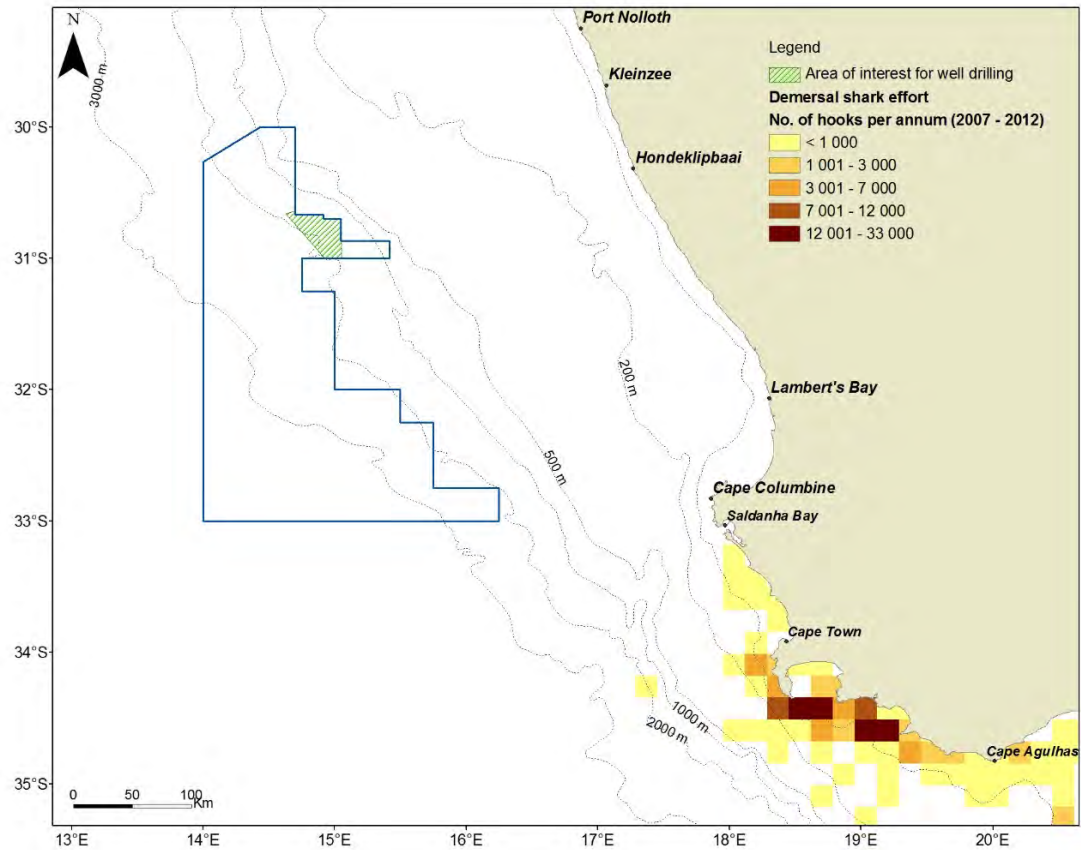 N
3000 m
Port Nolloth
Kleinzee
Hondeklipbaai
Legend
Area of interest for well drilling
Demersal shark effort
No. of hooks per annum (2007 - 2012)
< 1 000
1 001 - 3 000
3 001 - 7 000
7 001 - 12 000
12 001 - 33 000
30°S
31°S
32°S
33°S
34°S
35°S
200 m
Lambert's Bay
500 m
Cape Columbine
Saldanha Bay
Cape Town
1000 m
2000 m
Cape Agulhas
0 50 100
Km
13°E 14°E 15°E 16°E 17°E 18°E 19°E 20°E